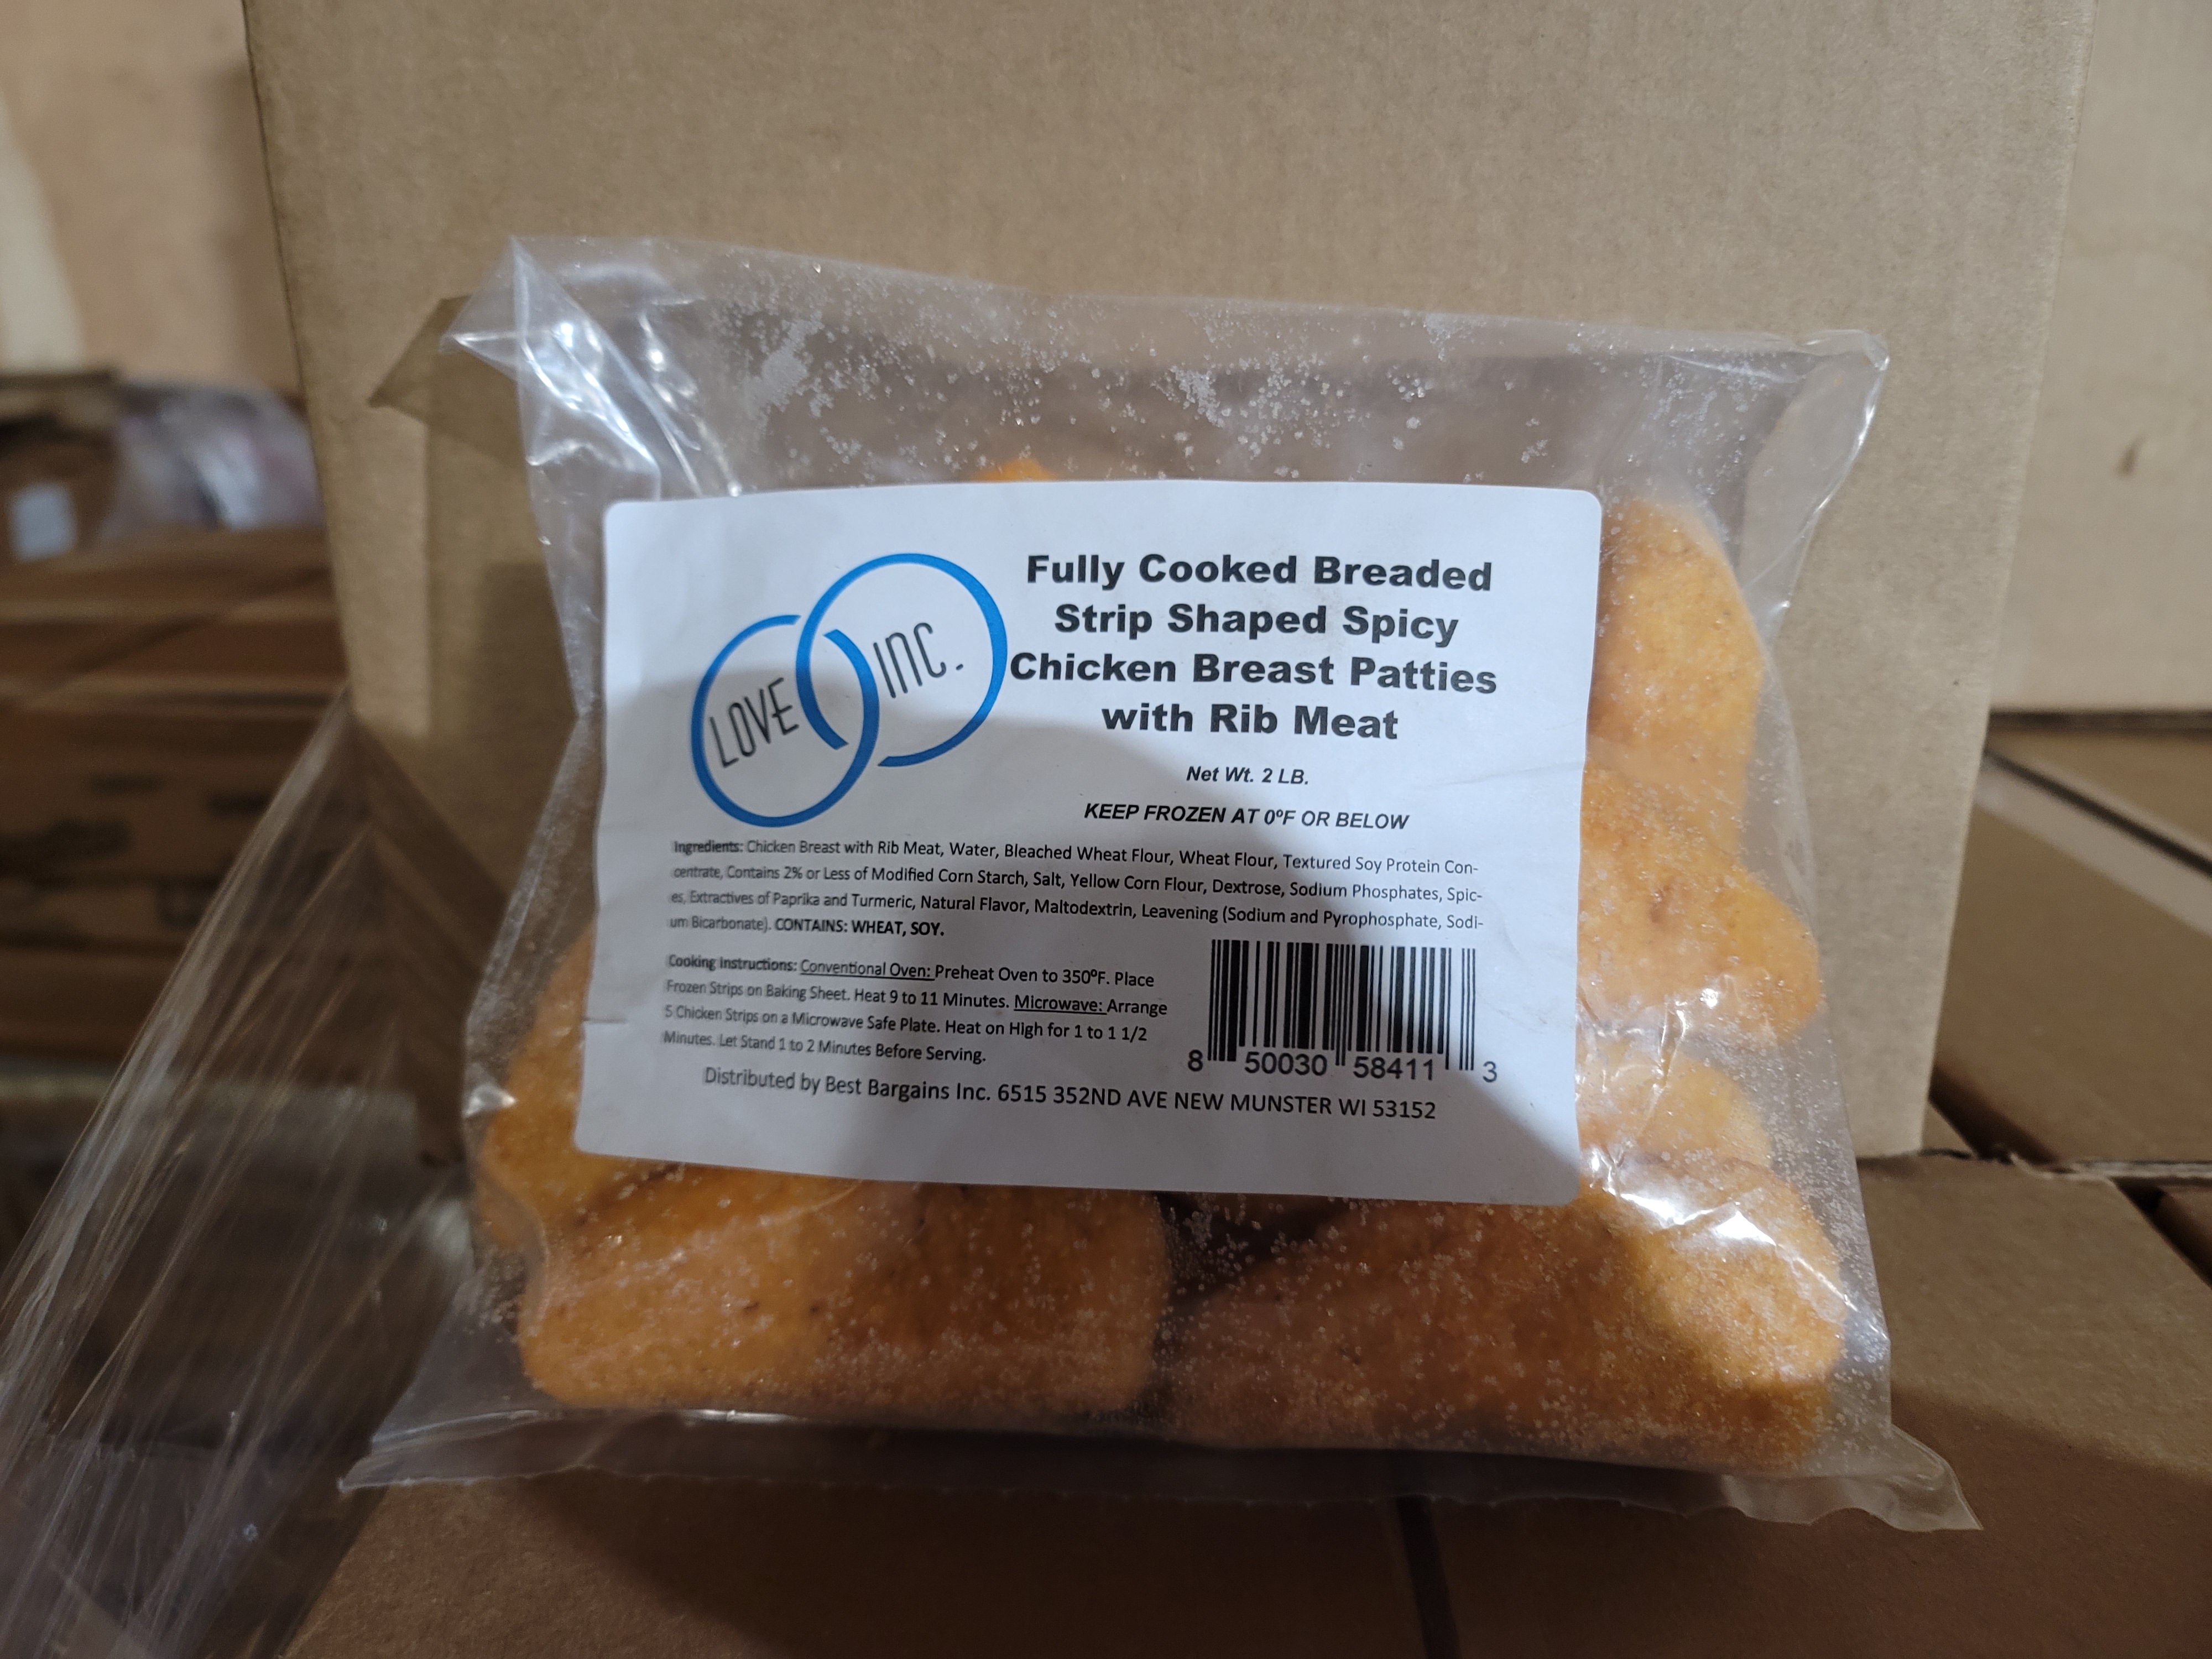 LOVE INC.
Fully Cooked Breaded
Strip Shaped Spicy
Chicken Breast Patties
with Rib Meat
Net Wt. 2 LB.
KEEP FROZEN AT 0ºF OR BELOW
Ingredients: Chicken Breast with Rib Meat, Water, Bleached Wheat Flour, Wheat Flour, Textured Soy Protein Con-
centrate, Contains 2% or Less of Modified Corn Starch, Salt, Yellow Corn Flour, Dextrose, Sodium Phosphates, Spic-
es, Extractives of Paprika and Turmeric, Natural Flavor, Maltodextrin, Leavening (Sodium and Pyrophosphate, Sodi-
um Bicarbonate). CONTAINS: WHEAT, SOY.
Cooking Instructions: Conventional Oven: Preheat Oven to 350ºF. Place
Frozen Strips on Baking Sheet. Heat 9 to 11 Minutes. Microwave: Arrange
5 Chicken Strips on a Microwave Safe Plate. Heat on High for 1 to 1 1/2
Minutes. Let Stand 1 to 2 Minutes Before Serving.
8 50030 58411 3
Distributed by Best Bargains Inc. 6515 352ND AVE NEW MUNSTER WI 53152